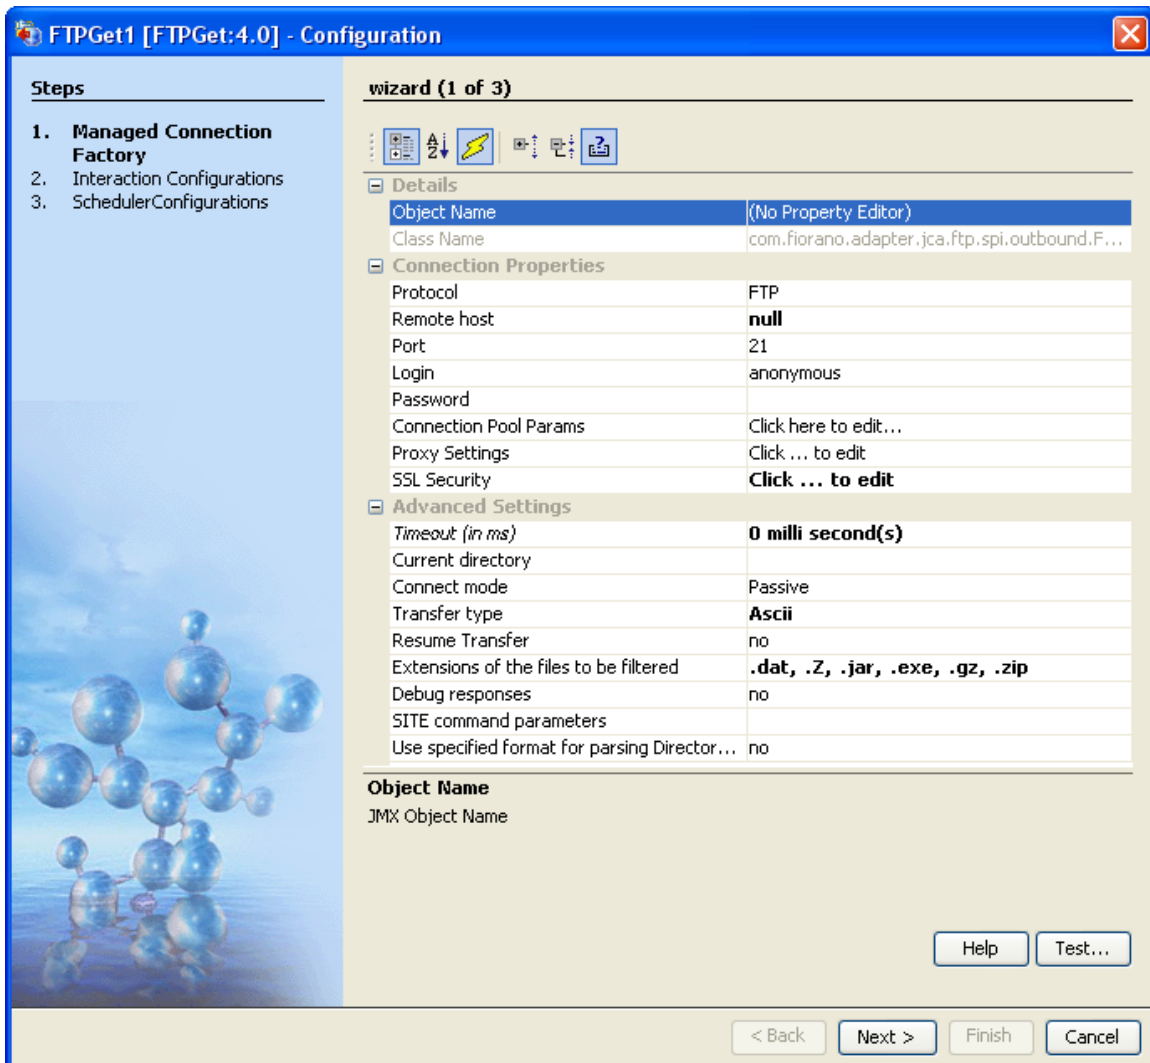 FTPGet1 [FTPGet:4.0] - Configuration
Steps
1. Managed Connection
Factory
2. Interaction Configurations
3. SchedulerConfigurations
wizard (1 of 3)
Details
Object Name (No Property Editor)
Class Name com.fiorano.adapter.jca.ftp.spi.outbound.F...
Connection Properties
Protocol FTP
Remote host null
Port 21
Login anonymous
Password
Connection Pool Params Click here to edit...
Proxy Settings Click ... to edit
SSL Security Click ... to edit
Advanced Settings
Timeout (in ms) 0 milli second(s)
Current directory
Connect mode Passive
Transfer type Ascii
Resume Transfer no
Extensions of the files to be filtered .dat, .Z, .jar, .exe, .gz, .zip
Debug responses no
SITE command parameters
Use specified format for parsing Director... no
Object Name
JMX Object Name
Help Test...
< Back Next > Finish Cancel